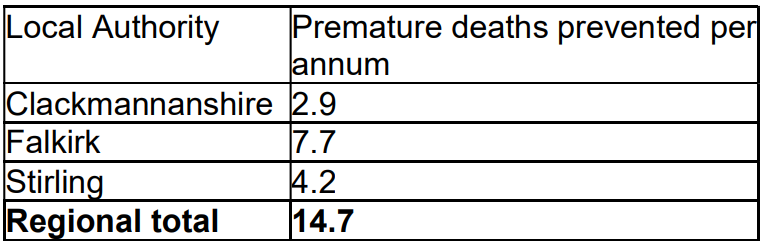 Local Authority Premature deaths prevented per
annum
Clackmannanshire 2.9
Falkirk 7.7
Stirling 4.2
Regional total 14.7